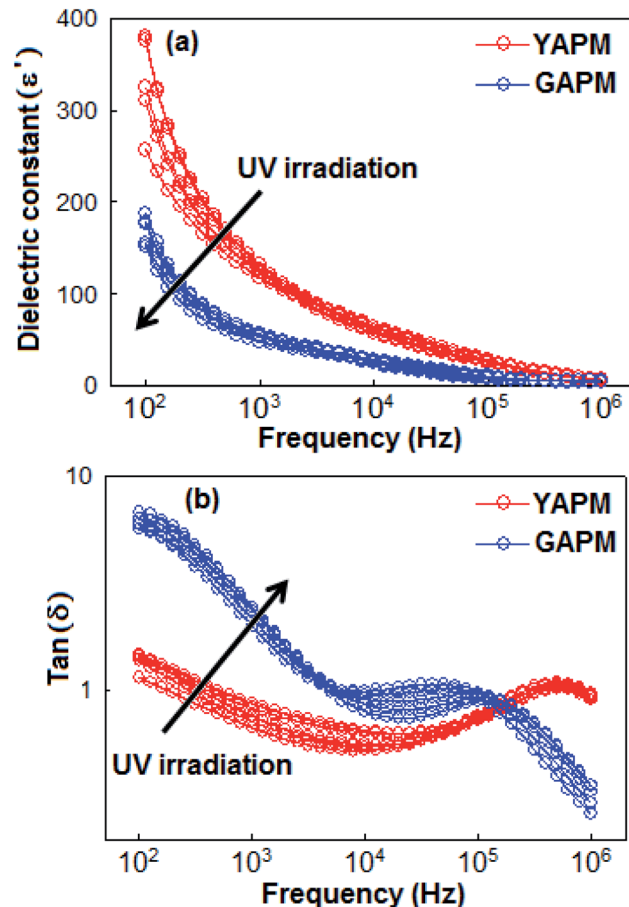 400
(a)
YAPM
GAPM
300
UV irradiation
200
100
0
Dielectric constant (ε')
10² 10³ 10⁴ 10⁵ 10⁶
Frequency (Hz)
10
(b)
YAPM
GAPM
1
UV irradiation
Tan (δ)
10² 10³ 10⁴ 10⁵ 10⁶
Frequency (Hz)